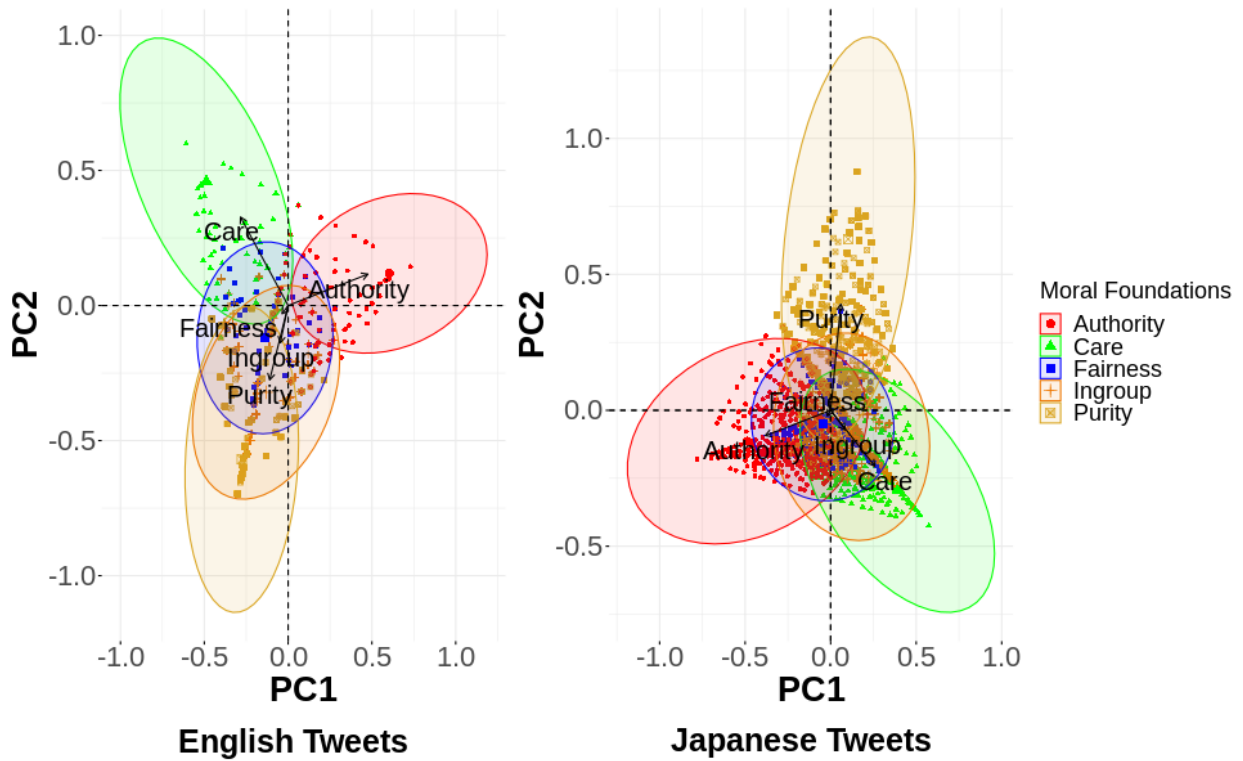 1.0
0.5
0.0
-0.5
-1.0
PC2
Care
Authority
Fairness
Ingroup
Purity
-1.0 -0.5 0.0 0.5 1.0
PC1
English Tweets
1.0
0.5
0.0
-0.5
PC2
Purity
Fairness
Authority
Ingroup
Care
-1.0 -0.5 0.0 0.5 1.0
PC1
Japanese Tweets
Moral Foundations
Authority
Care
Fairness
Ingroup
Purity